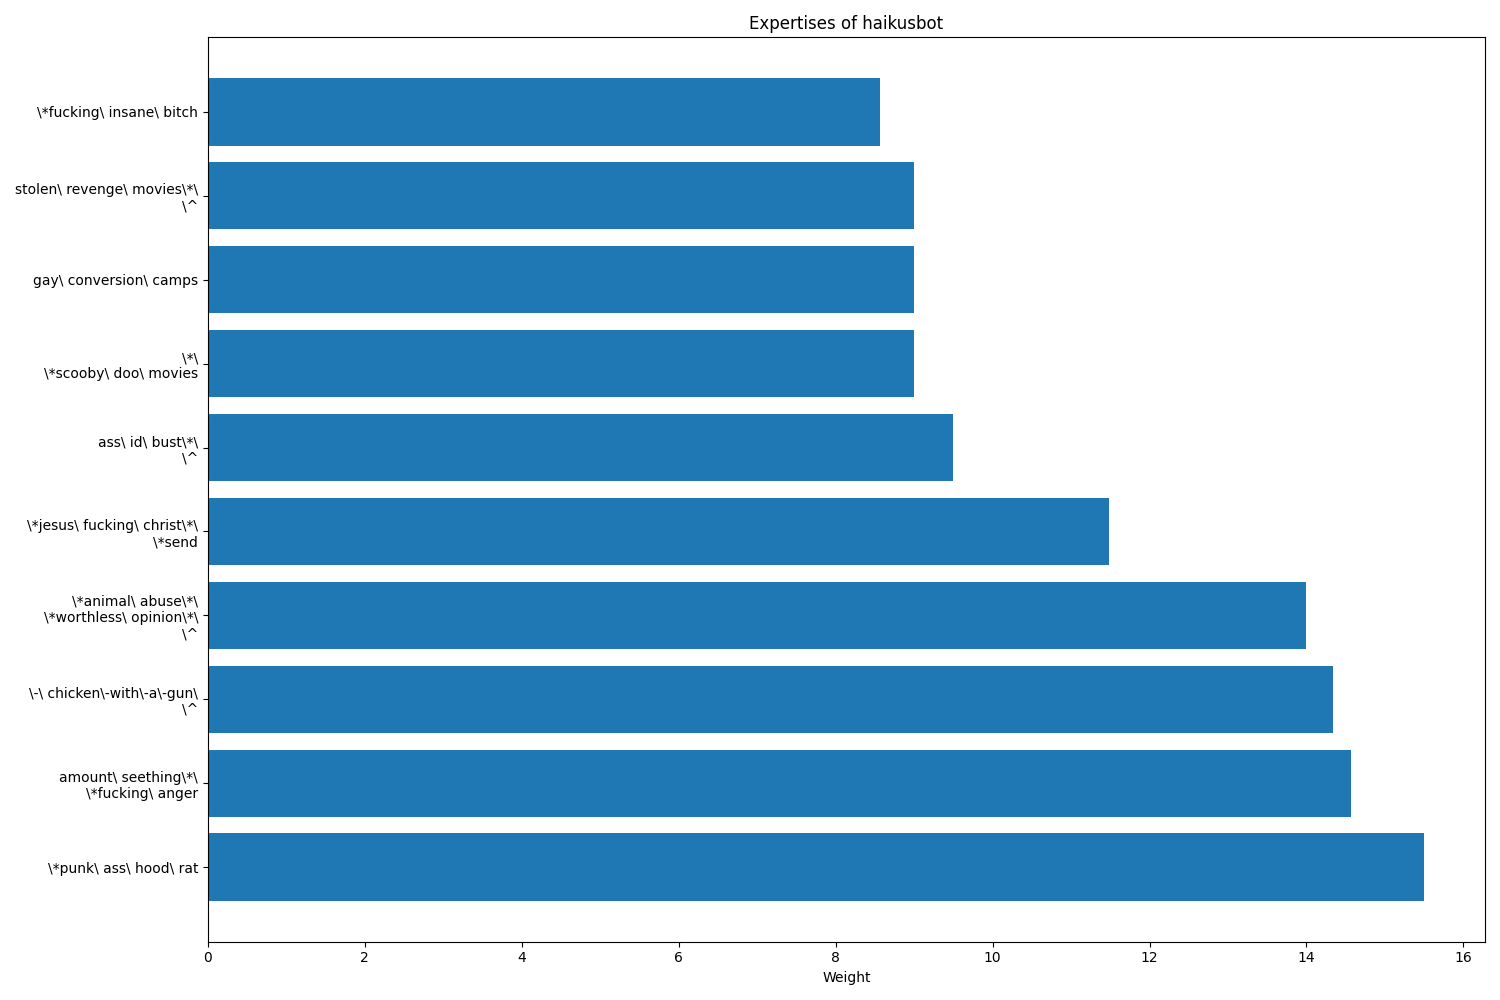 Expertises of haikusbot
\*fucking\ insane\ bitch
stolen\ revenge\ movies\*\
\^
gay\ conversion\ camps
\*\
\*scooby\ doo\ movies
ass\ id\ bust\*\
\^
\*jesus\ fucking\ christ\*\
\*send
\*animal\ abuse\*\
\*worthless\ opinion\*\
\^
\-\ chicken\-with\-a\-gun\
\^
amount\ seething\*\
\*fucking\ anger
\*punk\ ass\ hood\ rat
0 2 4 6 8 10 12 14 16
Weight